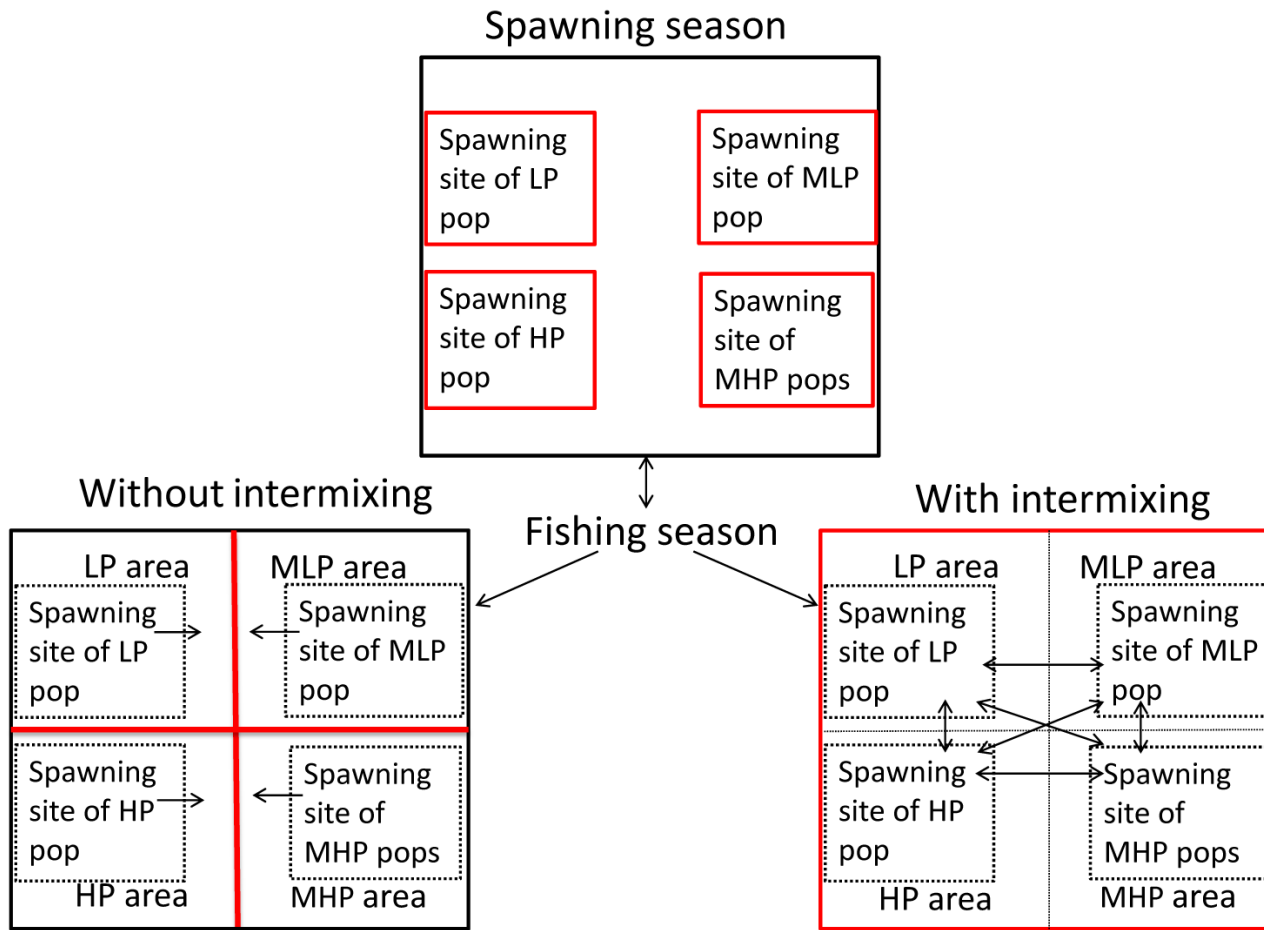 Spawning season
Spawning
site of LP
pop
Spawning
site of MLP
pop
Spawning
site of HP
pop
Spawning
site of
MHP pops
Fishing season
Without intermixing
LP area
MLP area
Spawning
site of LP
pop
Spawning
site of MLP
pop
Spawning
site of HP
pop
Spawning
site of
MHP pops
HP area
MHP area
With intermixing
LP area
MLP area
Spawning
site of LP
pop
Spawning
site of MLP
pop
Spawning
site of HP
pop
Spawning
site of
MHP pops
HP area
MHP area